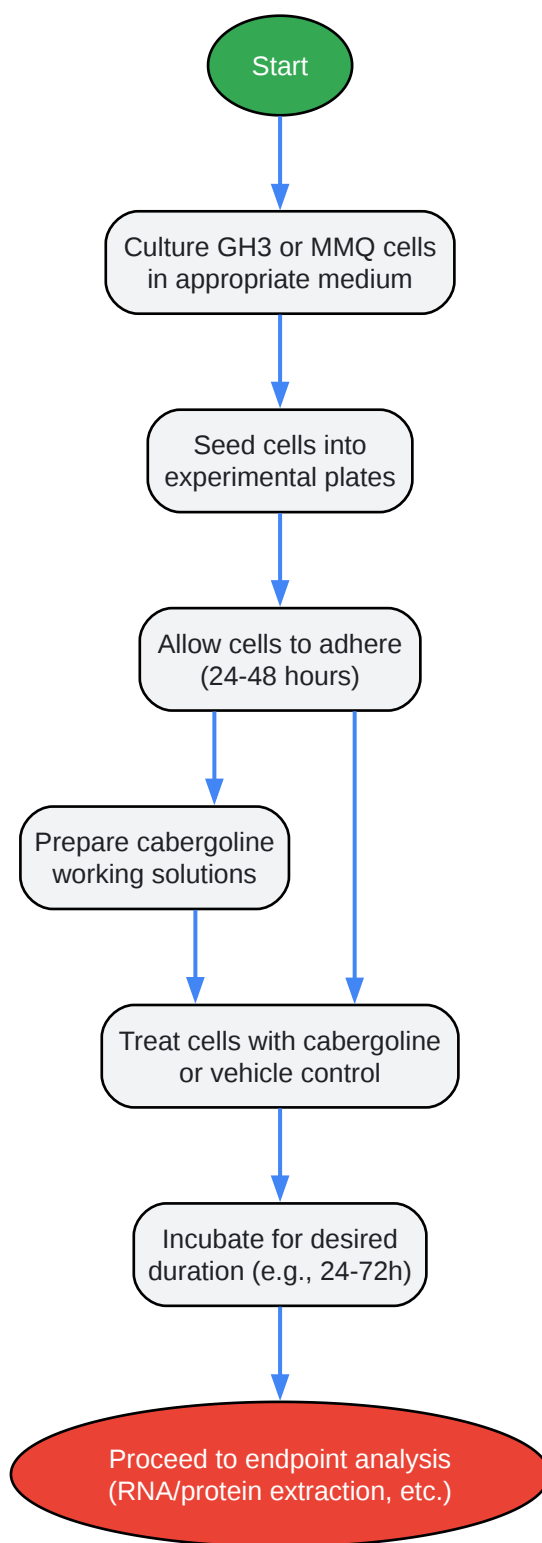 Start
Culture GH3 or MMQ cells
in appropriate medium
Seed cells into
experimental plates
Allow cells to adhere
(24-48 hours)
Prepare cabergoline
working solutions
Treat cells with cabergoline
or vehicle control
Incubate for desired
duration (e.g., 24-72h)
Proceed to endpoint analysis
(RNA/protein extraction, etc.)